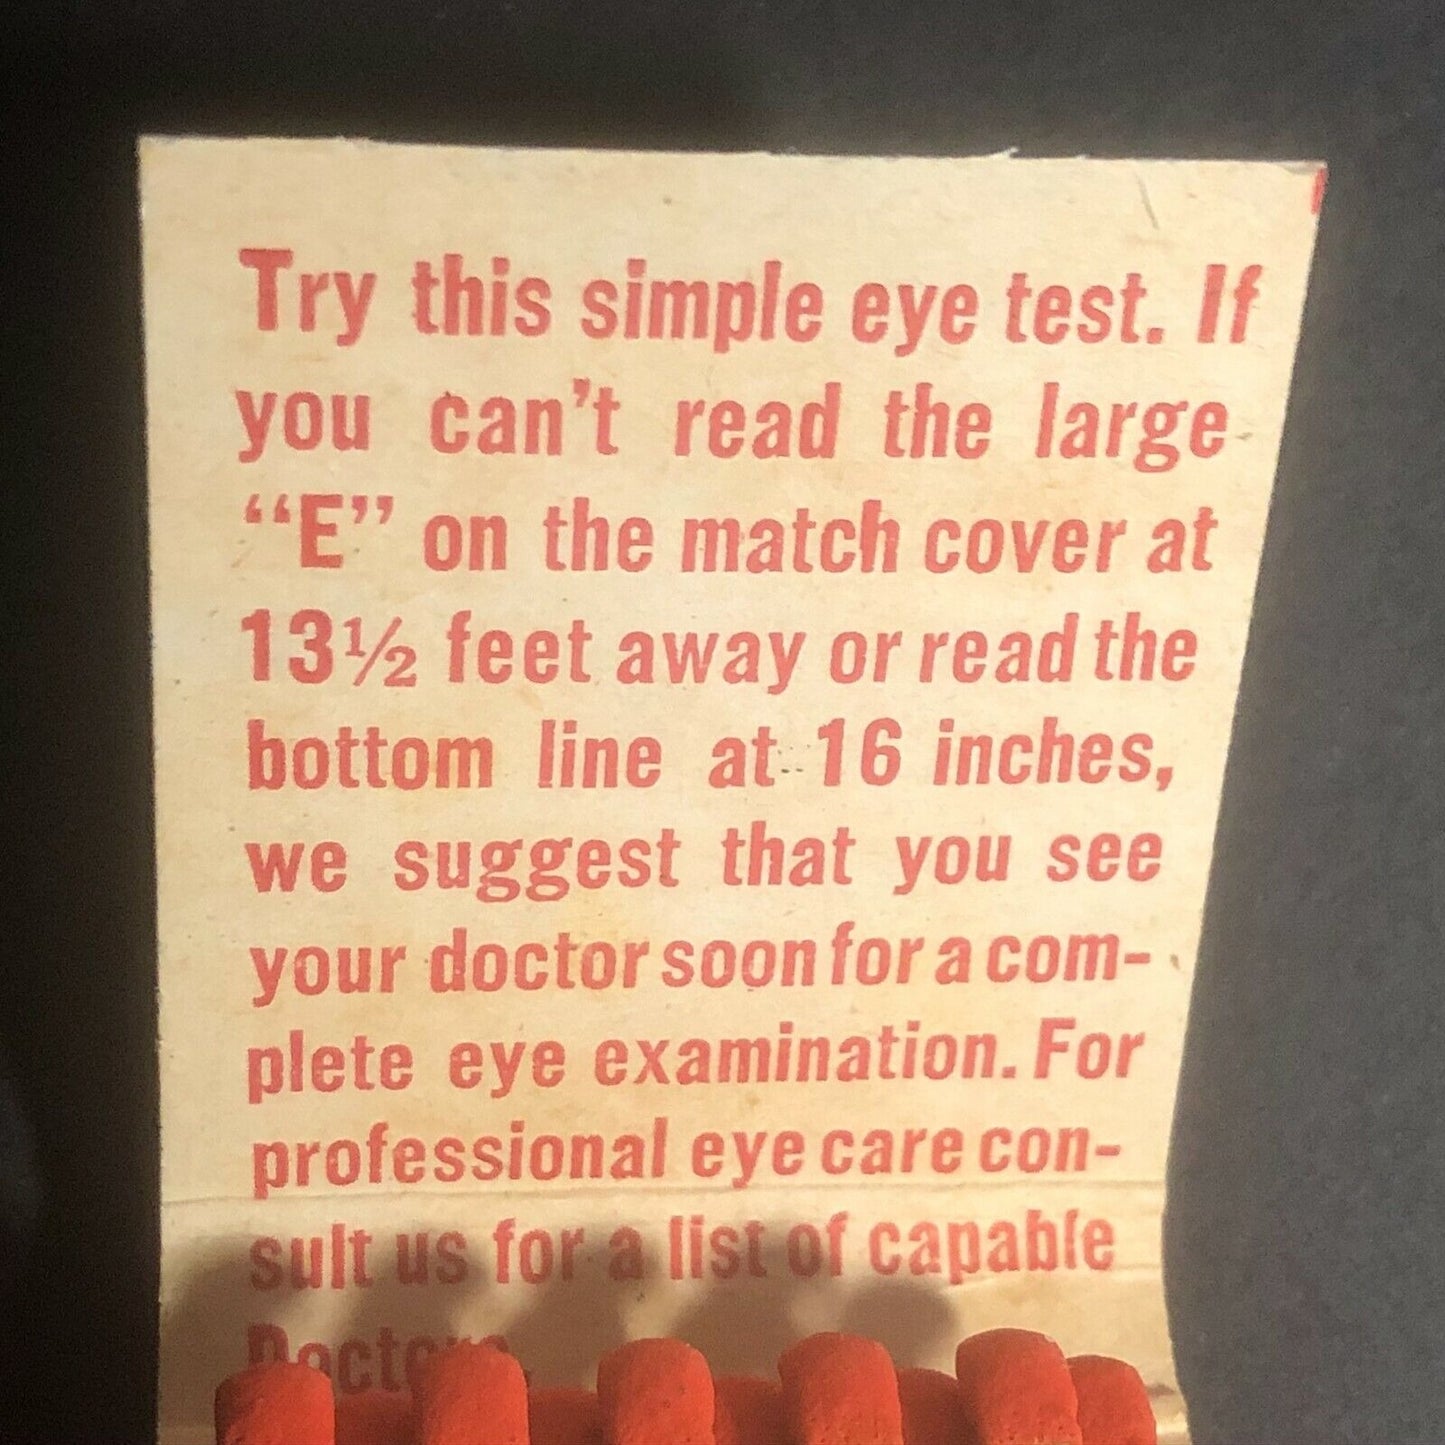 Try this simple eye test. If
you can't read the large
“E” on the match cover at
13½ feet away or read the
bottom line at 16 inches,
we suggest that you see
your doctor soon for a com-
plete eye examination. For
professional eye care con-
sult us for a list of capable
Doctors.